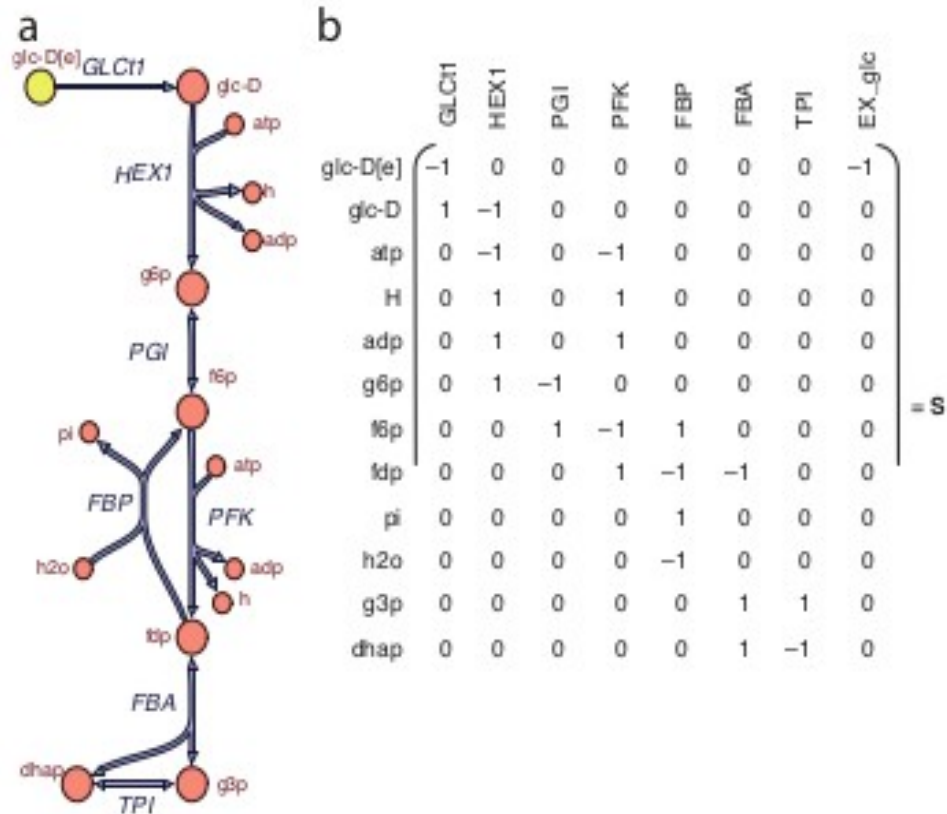 a
glc-D[e]
GLCt1
glc-D
atp
HEX1
h
adp
g6p
PGI
f6p
pi
atp
FBP
PFK
h2o
adp
h
fdp
FBA
dhap
g3p
TPI
b
GLCt1 HEX1 PGI PFK FBP FBA TPI EX_glc
glc-D[e] –1 0 0 0 0 0 0 –1
glc-D 1 –1 0 0 0 0 0 0
atp 0 –1 0 –1 0 0 0 0
H 0 1 0 1 0 0 0 0
adp 0 1 0 1 0 0 0 0
g6p 0 1 –1 0 0 0 0 0
f6p 0 0 1 –1 1 0 0 0
= S
fdp 0 0 0 1 –1 –1 0 0
pi 0 0 0 0 1 0 0 0
h2o 0 0 0 0 –1 0 0 0
g3p 0 0 0 0 0 1 1 0
dhap 0 0 0 0 0 1 –1 0